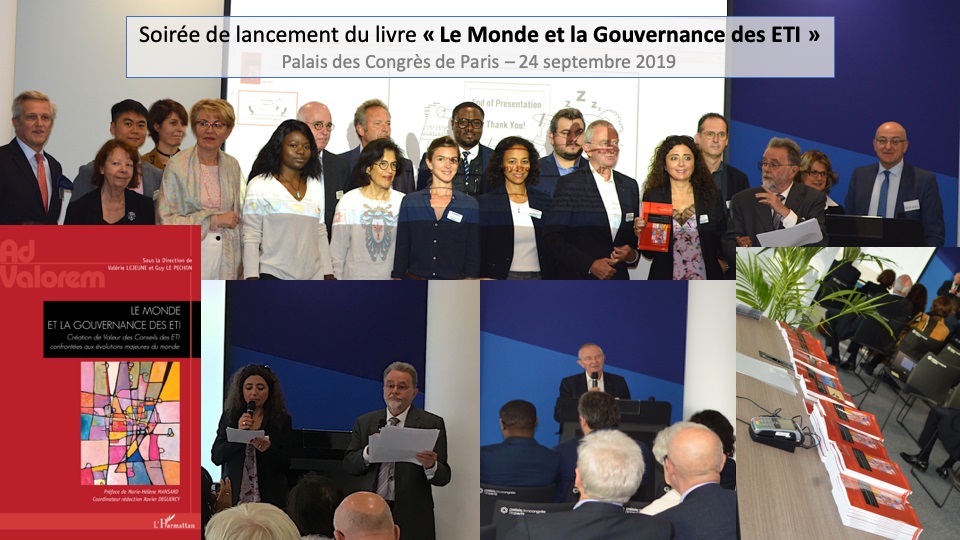 Soirée de lancement du livre « Le Monde et la Gouvernance des ETI »
Palais des Congrès de Paris – 24 septembre 2019
End of Presentation
Thank You!
z z z
Ad
Valorem
Sous la Direction de
Valérie LEJEUNE et Guy LE PECHON
LE MONDE
ET LA GOUVERNANCE DES ETI
Création de Valeur des Conseils des ETI
confrontées aux évolutions majeures du monde
Préface de Marie-Hélène MANSARD
Coordinateur rédaction Xavier DEGUERCY
L'Harmattan
palais des congrès